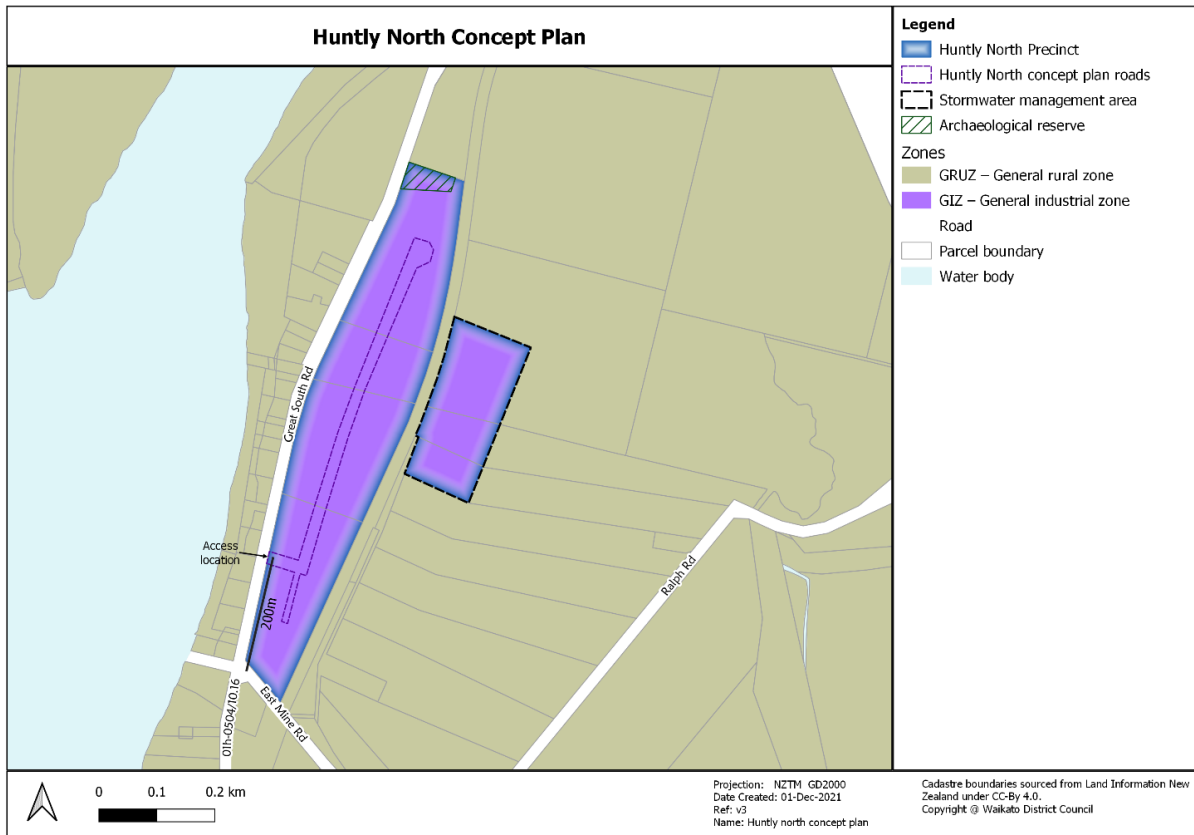 Huntly North Concept Plan
Great South Rd
Access
location
200m
01h-0504/10.16
East Mine Rd
Ralph Rd
Legend
Huntly North Precinct
Huntly North concept plan roads
Stormwater management area
Archaeological reserve
Zones
GRUZ – General rural zone
GIZ – General industrial zone
Road
Parcel boundary
Water body
0 0.1 0.2 km
Projection: NZTM GD2000
Date Created: 01-Dec-2021
Ref: v3
Name: Huntly north concept plan
Cadastre boundaries sourced from Land Information New
Zealand under CC-By 4.0.
Copyright @ Waikato District Council